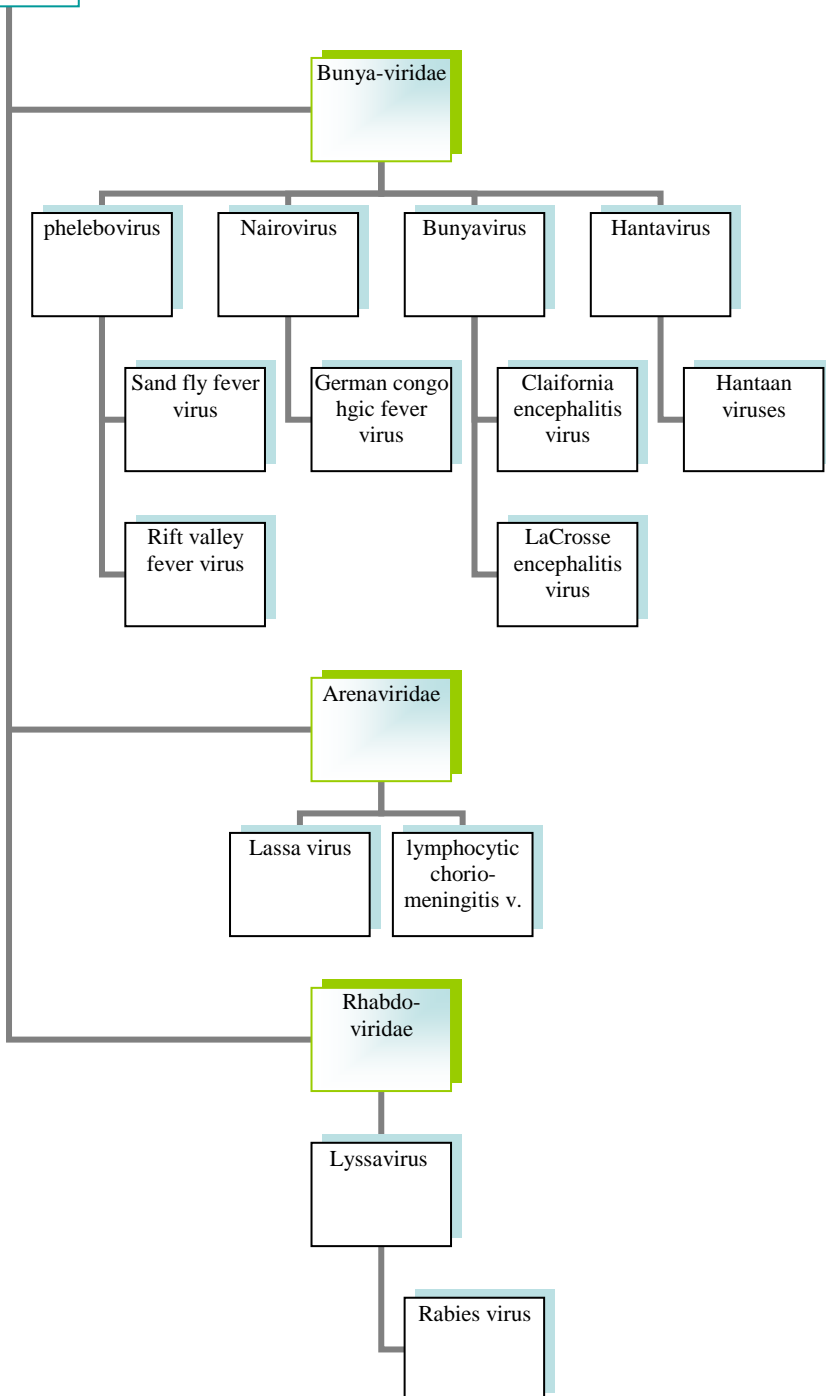 Bunya-viridae
phelebovirus
Nairovirus
Bunyavirus
Hantavirus
Sand fly fever
virus
German congo
hgic fever
virus
Claifornia
encephalitis
virus
Hantaan
viruses
Rift valley
fever virus
LaCrosse
encephalitis
virus
Arenaviridae
Lassa virus
lymphocytic
chorio-
meningitis v.
Rhabdo-
viridae
Lyssavirus
Rabies virus